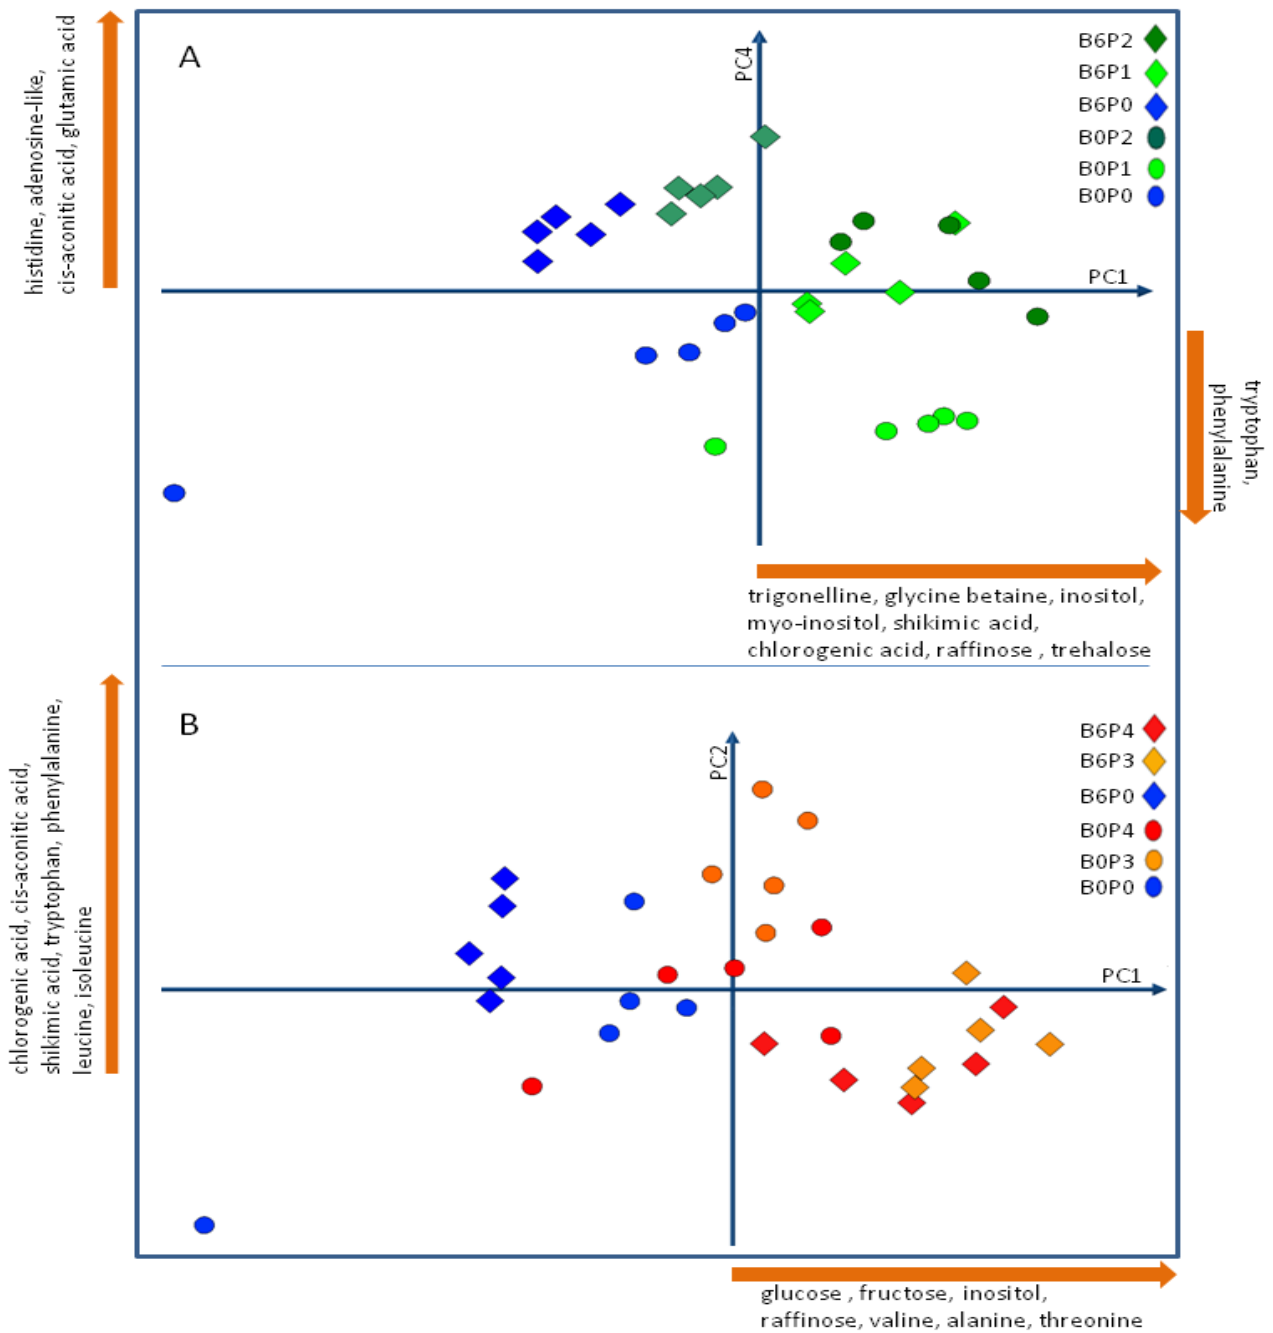 histidine, adenosine-like,
cis-aconitic acid, glutamic acid
A
PC4
B6P2
B6P1
B6P0
B0P2
B0P1
B0P0
PC1
tryptophan,
phenylalanine
trigonelline, glycine betaine, inositol,
myo-inositol, shikimic acid,
chlorogenic acid, raffinose , trehalose
chlorogenic acid, cis-aconitic acid,
shikimic acid, tryptophan, phenylalanine,
leucine, isoleucine
B
PC2
B6P4
B6P3
B6P0
B0P4
B0P3
B0P0
PC1
glucose , fructose, inositol,
raffinose, valine, alanine, threonine